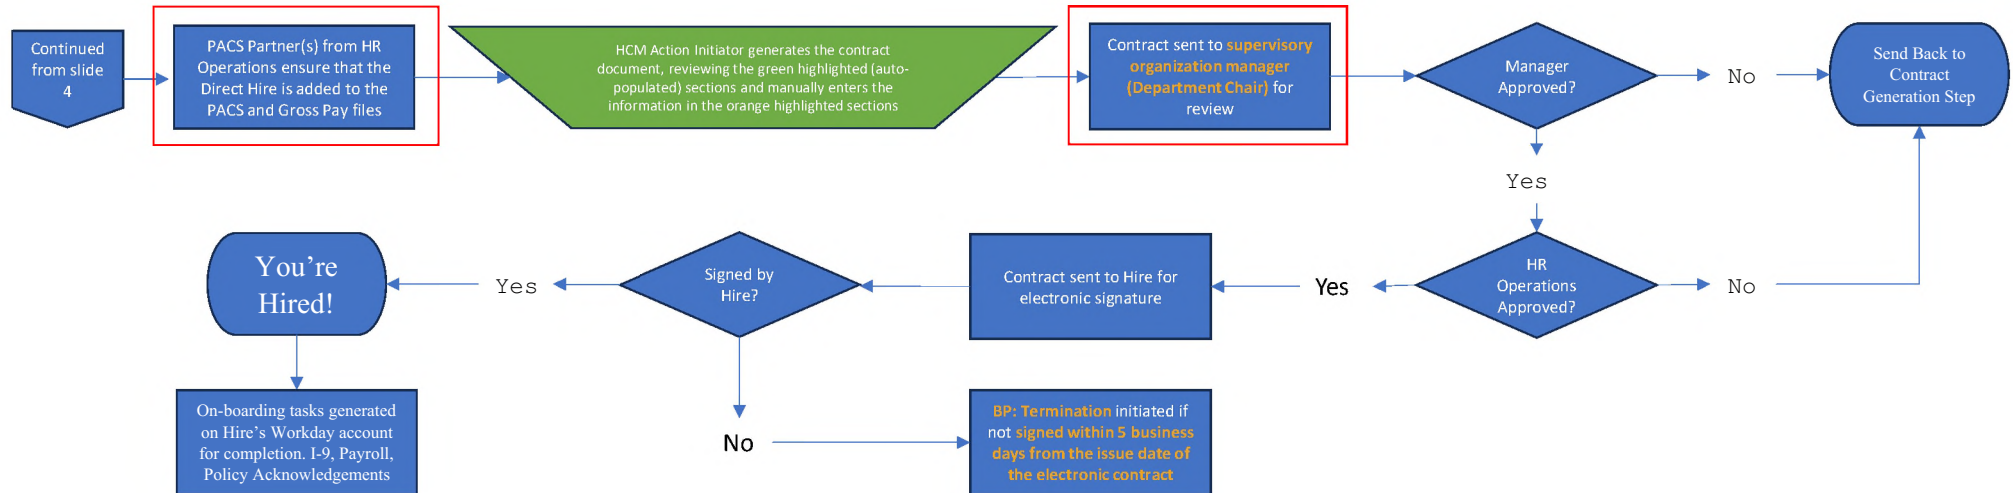 Continued
from slide
4
PACS Partner(s) from HR
Operations ensure that the
Direct Hire is added to the
PACS and Gross Pay files
HCM Action Initiator generates the contract
document, reviewing the green highlighted (auto-
populated) sections and manually enters the
information in the orange highlighted sections
Contract sent to supervisory
organization manager
(Department Chair) for
review
Manager
Approved?
No
Send Back to
Contract
Generation Step
Yes
HR
Operations
Approved?
No
Yes
Contract sent to Hire for
electronic signature
Signed by
Hire?
Yes
You’re
Hired!
On-boarding tasks generated
on Hire’s Workday account
for completion. I-9, Payroll,
Policy Acknowledgements
No
BP: Termination initiated if
not signed within 5 business
days from the issue date of
the electronic contract